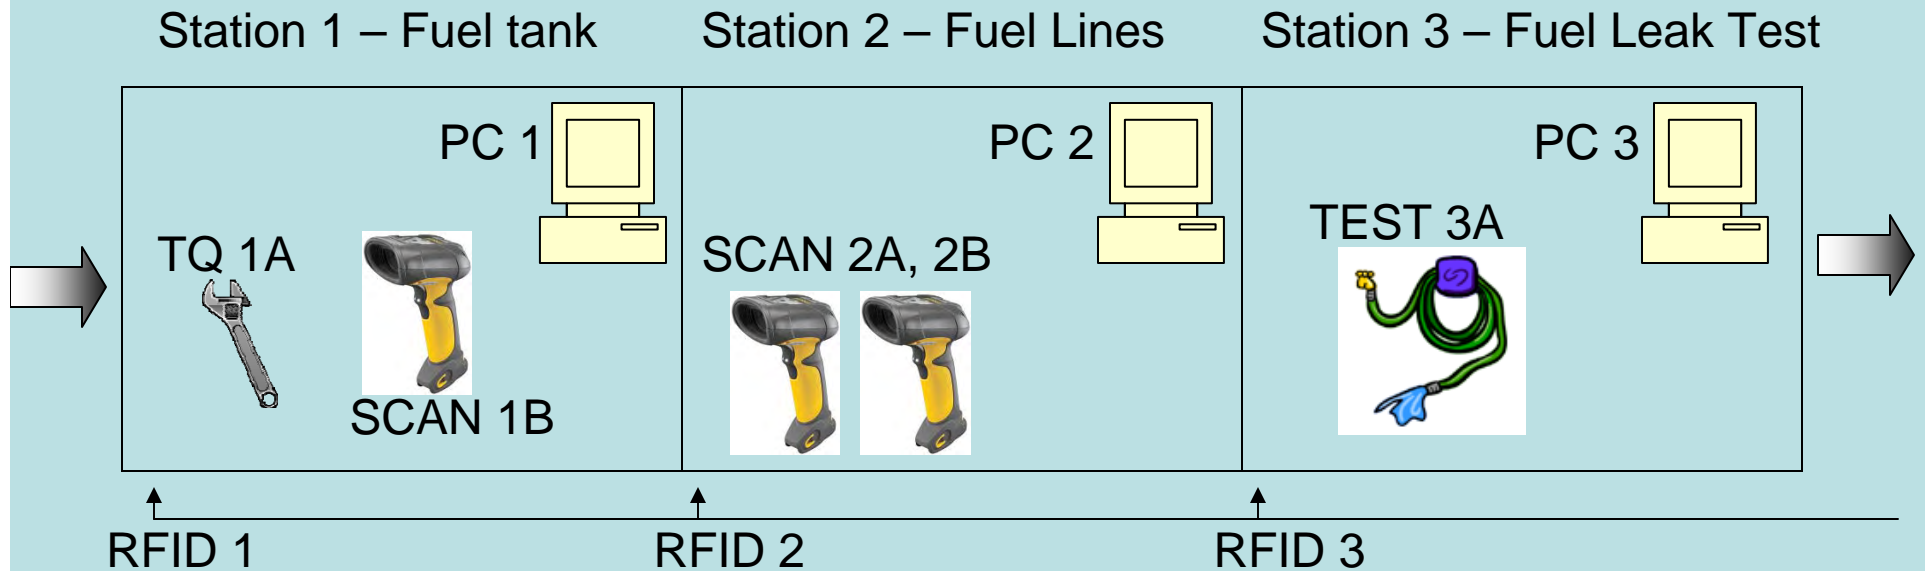 Station 1 – Fuel tank
Station 2 – Fuel Lines
Station 3 – Fuel Leak Test
PC 1
TQ 1A
SCAN 1B
PC 2
SCAN 2A, 2B
PC 3
TEST 3A
RFID 1
RFID 2
RFID 3